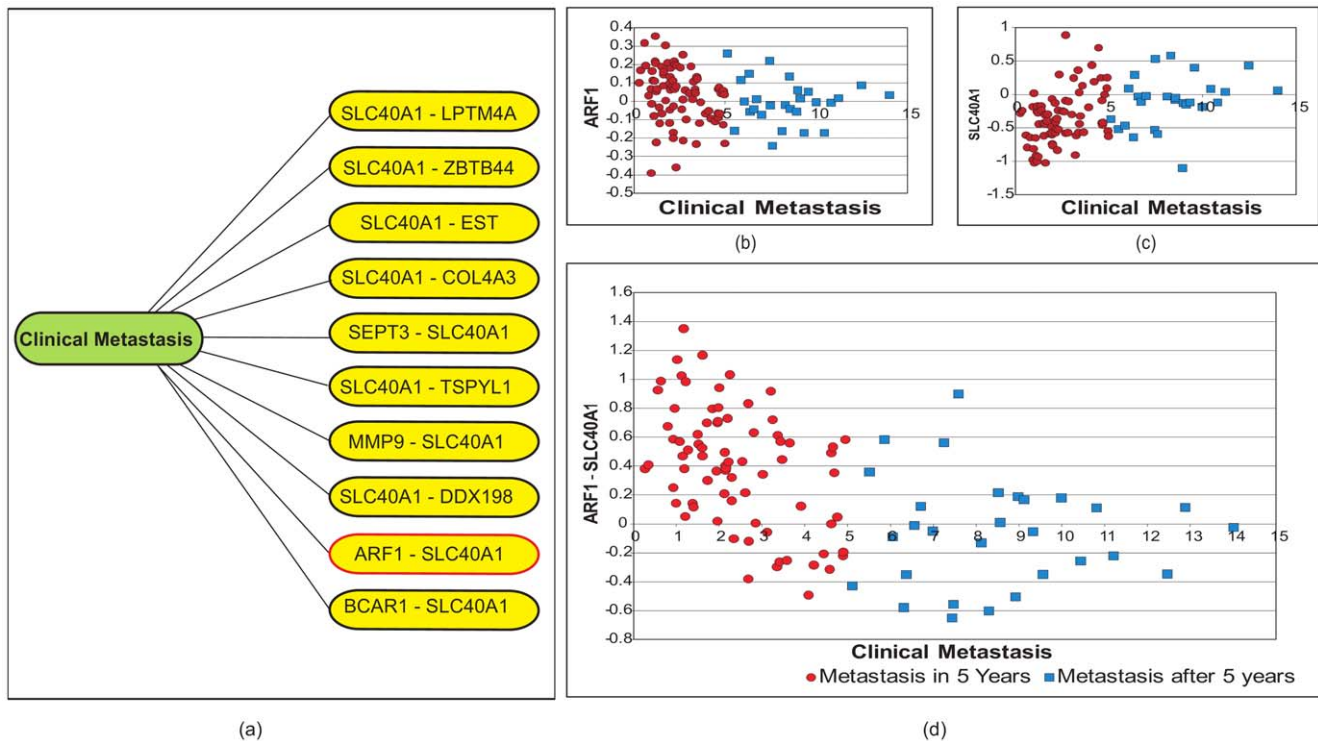 SLC40A1 - LPTM4A
SLC40A1 - ZBTB44
SLC40A1 - EST
SLC40A1 - COL4A3
Clinical Metastasis
SEPT3 - SLC40A1
SLC40A1 - TSPYL1
MMP9 - SLC40A1
SLC40A1 - DDX198
ARF1 - SLC40A1
BCAR1 - SLC40A1
(a)
ARF1
0.4
0.3
0.2
0.1
0
-0.1
-0.2
-0.3
-0.4
-0.5
0 5 10 15
Clinical Metastasis
(b)
SLC40A1
1
0.5
0
-0.5
-1
-1.5
0 5 10 15
Clinical Metastasis
(c)
ARF1 - SLC40A1
1.6
1.4
1.2
1
0.8
0.6
0.4
0.2
0
-0.2
-0.4
-0.6
-0.8
0 1 2 3 4 5 6 7 8 9 10 11 12 13 14 15
Clinical Metastasis
Metastasis in 5 Years Metastasis after 5 years
(d)